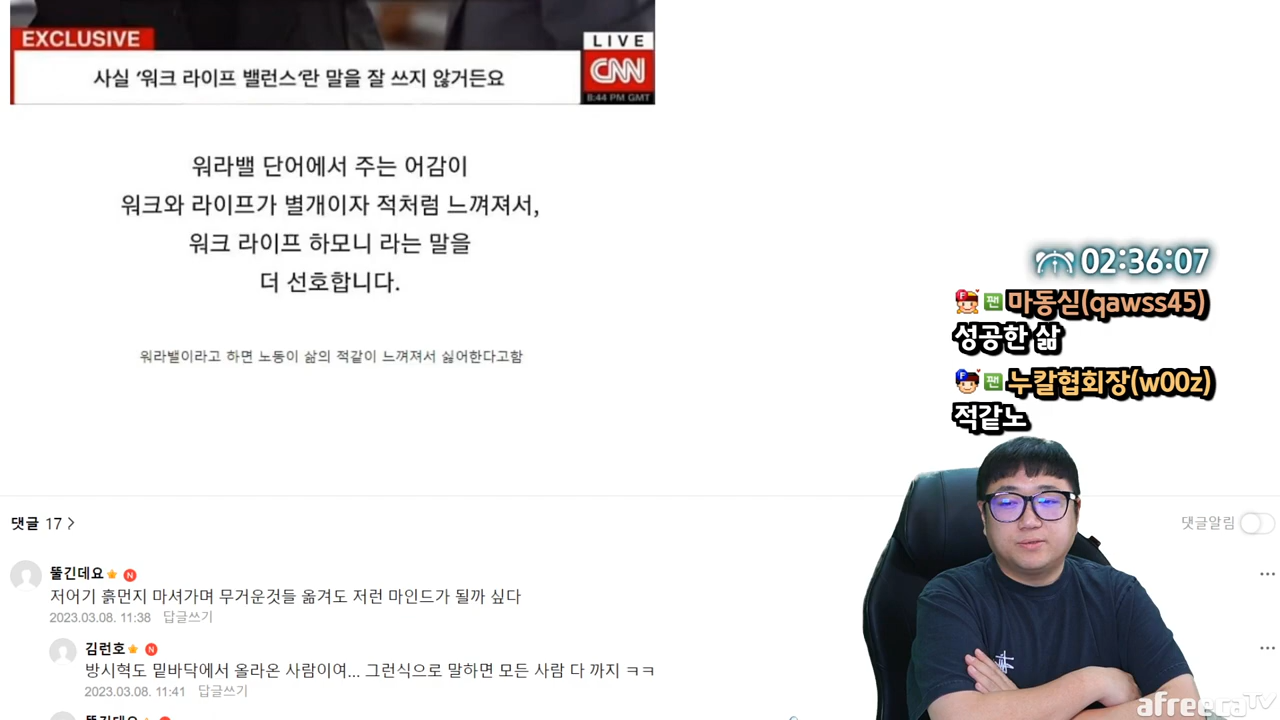 EXCLUSIVE
LIVE
사실 '워크 라이프 밸런스'란 말을 잘 쓰지 않거든요
CNN
8:44 PM GMT
워라밸 단어에서 주는 어감이
워크와 라이프가 별개이자 적처럼 느껴져서,
워크 라이프 하모니 라는 말을
더 선호합니다.
워라밸이라고 하면 노동이 삶의 적같이 느껴져서 싫어한다고함
02:36:07
F 팬 마동싣(qawss45)
성공한 삶
F 팬 누칼협회장(w00z)
적같노
댓글 17 >
댓글알림
뚤긴데요 N
저어기 흙먼지 마셔가며 무거운것들 옮겨도 저런 마인드가 될까 싶다
2023.03.08. 11:38 답글쓰기
김런호 N
방시혁도 밑바닥에서 올라온 사람이여... 그런식으로 말하면 모든 사람 다 까지 ㅋㅋ
2023.03.08. 11:41 답글쓰기
afreecaTV